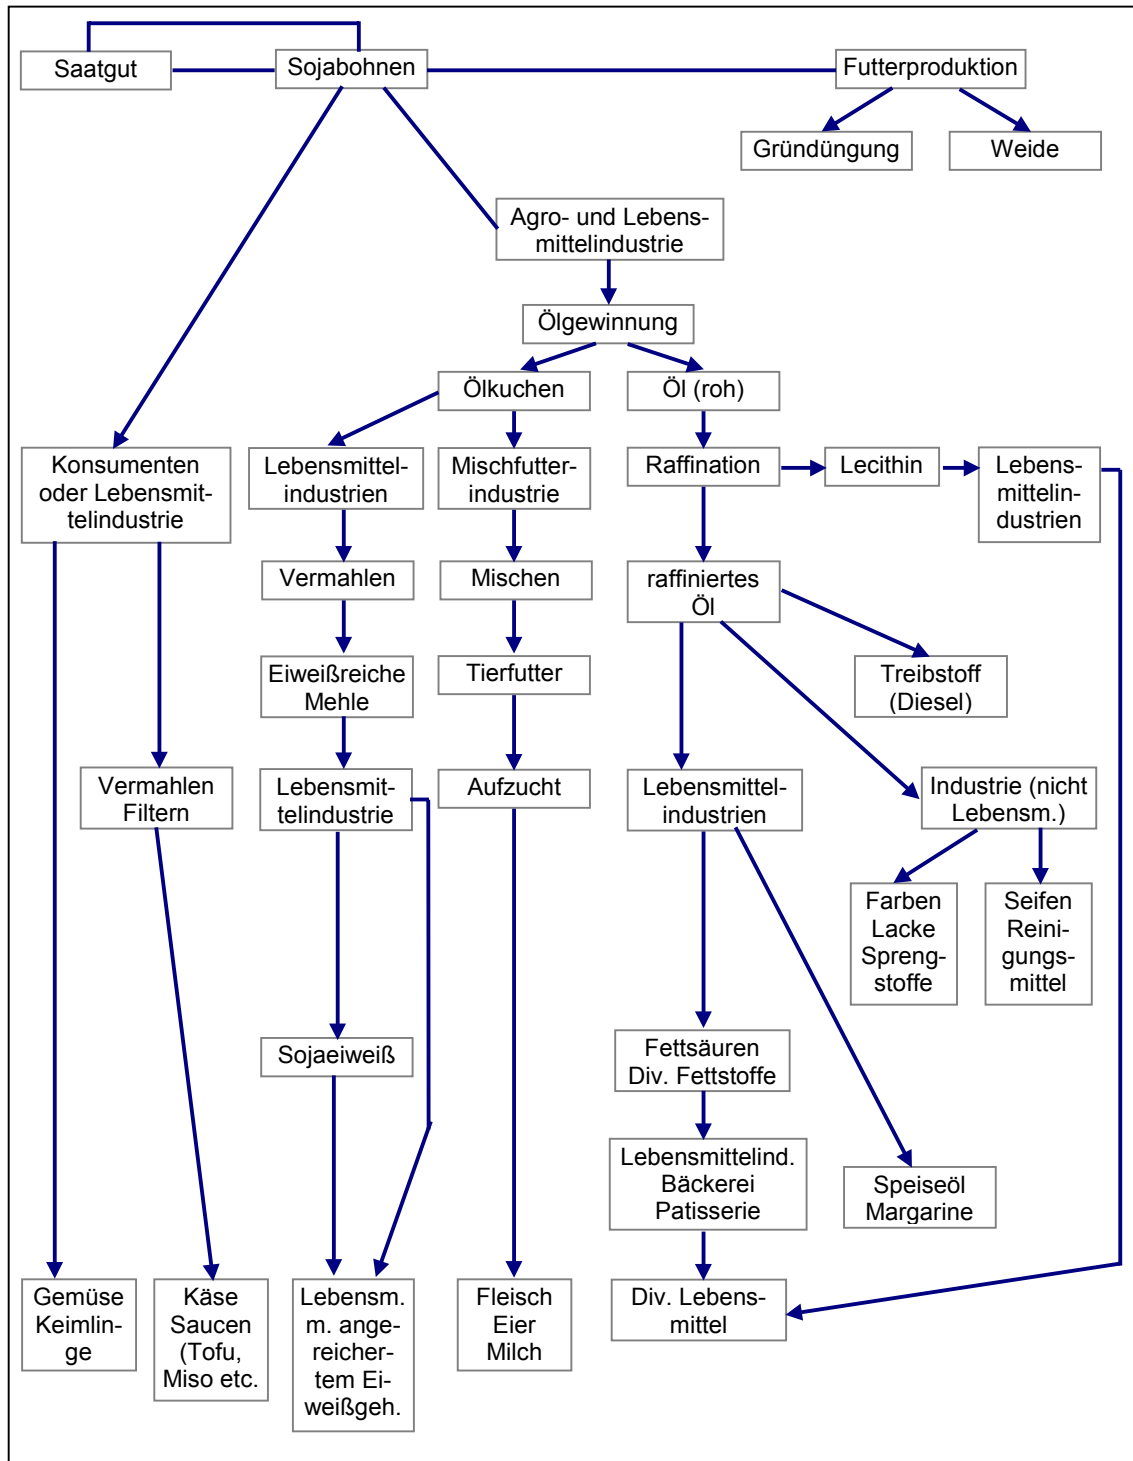 Saatgut
Sojabohnen
Futterproduktion
Gründüngung
Weide
Agro- und Lebens-
mittelindustrie
Ölgewinnung
Ölkuchen
Öl (roh)
Konsumenten
oder Lebensmit-
telindustrie
Lebensmittel-
industrien
Mischfutter-
industrie
Raffination
Lecithin
Lebens-
mittelin-
dustrien
Vermahlen
Mischen
raffiniertes
Öl
Eiweißreiche
Mehle
Tierfutter
Treibstoff
(Diesel)
Vermahlen
Filtern
Lebensmit-
telindustrie
Aufzucht
Lebensmittel-
industrien
Industrie (nicht
Lebensm.)
Farben
Lacke
Spreng-
stoffe
Seifen
Reini-
gungs-
mittel
Sojaeiweiß
Fettsäuren
Div. Fettstoffe
Lebensmittelind.
Bäckerei
Patisserie
Speiseöl
Margarine
Gemüse
Keimlin-
ge
Käse
Saucen
(Tofu,
Miso etc.
Lebensm.
m. ange-
reicher-
tem Ei-
weißgeh.
Fleisch
Eier
Milch
Div. Lebens-
mittel